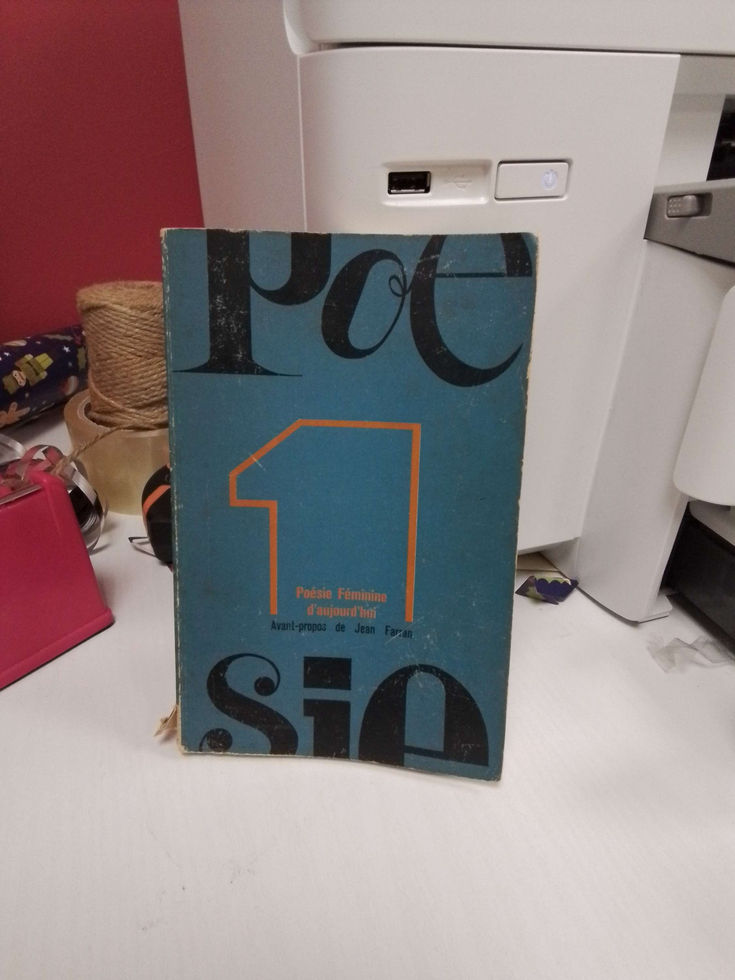 Poe
1
Poésie Féminine
d'aujourd'hui
Avant-propos de Jean Farran
sie